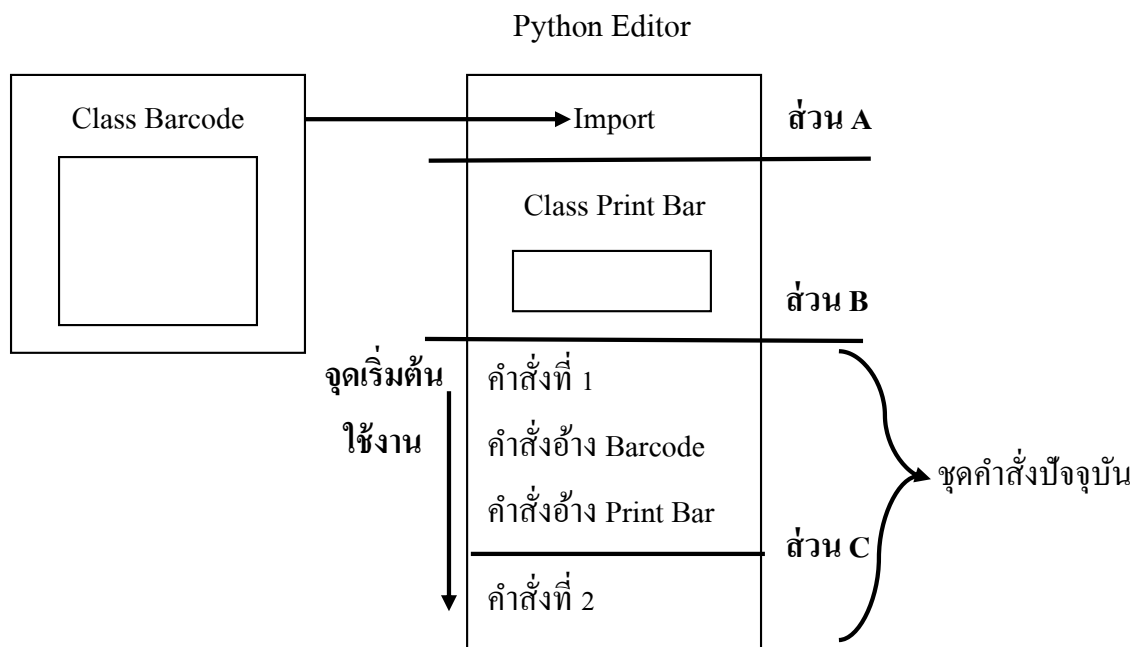 Python Editor
Class Barcode
Import
ส่วน A
Class Print Bar
ส่วน B
จุดเริ่มต้น
ใช้งาน
คำสั่งที่ 1
คำสั่งอ้าง Barcode
คำสั่งอ้าง Print Bar
ชุดคำสั่งปัจจุบัน
ส่วน C
คำสั่งที่ 2